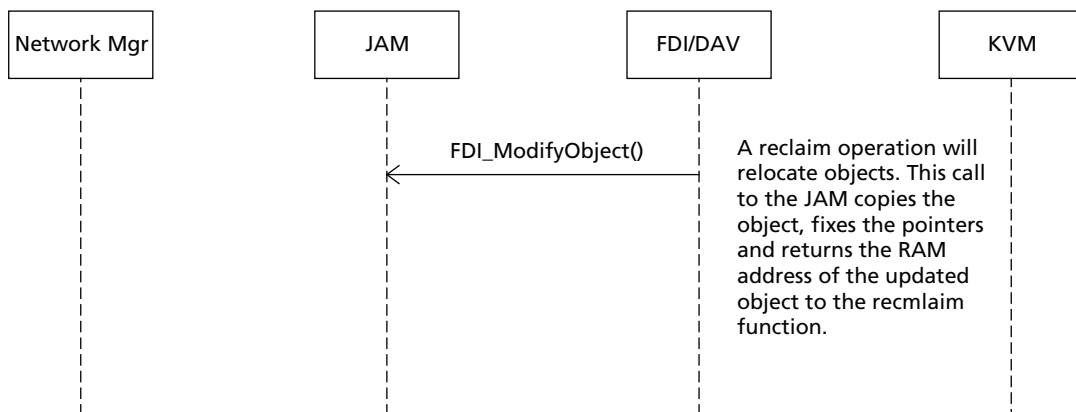 Network Mgr
JAM
FDI/DAV
KVM
FDI_ModifyObject()
A reclaim operation will
relocate objects. This call
to the JAM copies the
object, fixes the pointers
and returns the RAM
address of the updated
object to the recmlaim
function.